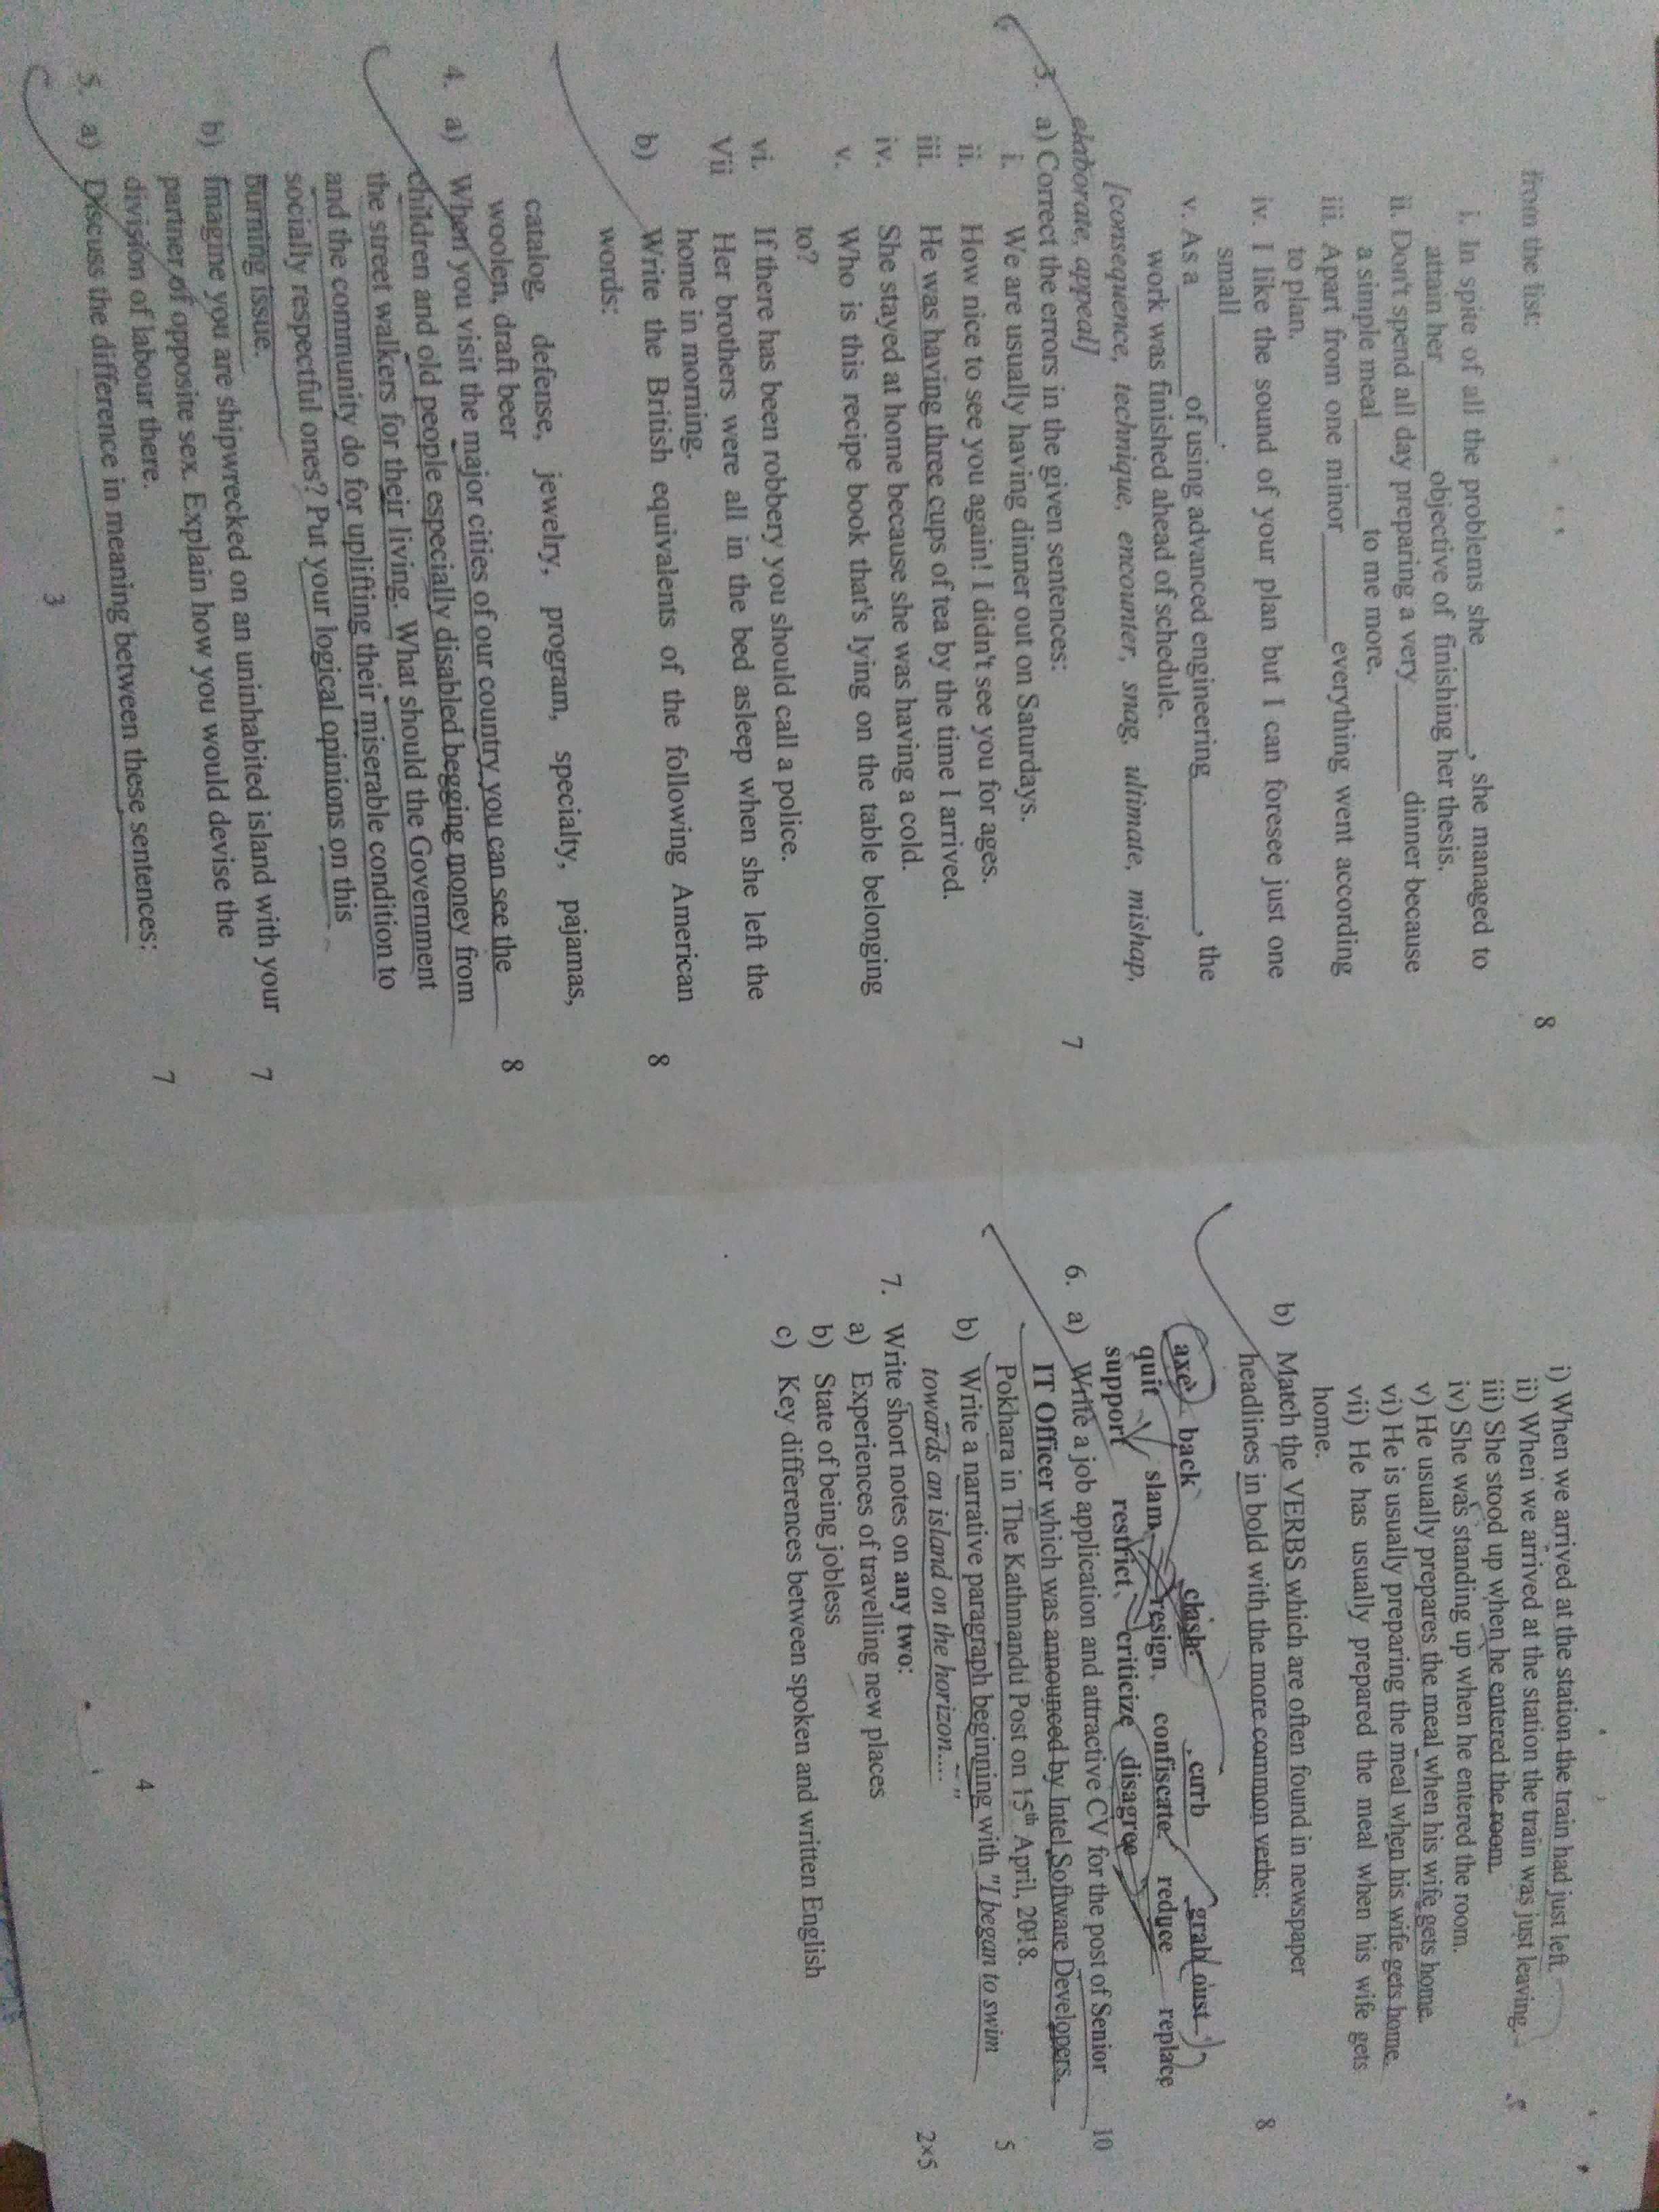 from the list:
8
i. In spite of all the problems she______, she managed to
attain her ______ objective of finishing her thesis.
ii. Don't spend all day preparing a very______ dinner because
a simple meal______ to me more.
iii. Apart from one minor______ everything went according
to plan.
iv. I like the sound of your plan but I can foresee just one
small______.
v. As a ______ of using advanced engineering______, the
work was finished ahead of schedule.
[consequence, technique, encounter, snag, ultimate, mishap,
elaborate, appeal]
3. a) Correct the errors in the given sentences:
7
i. We are usually having dinner out on Saturdays.
ii. How nice to see you again! I didn't see you for ages.
iii. He was having three cups of tea by the time I arrived.
iv. She stayed at home because she was having a cold.
v. Who is this recipe book that's lying on the table belonging
to?
vi. If there has been robbery you should call a police.
Vii Her brothers were all in the bed asleep when she left the
home in morning.
b) Write the British equivalents of the following American
8
words:
catalog, defense, jewelry, program, specialty, pajamas,
woolen, draft beer
4. a) When you visit the major cities of our country you can see the
8
children and old people especially disabled begging money from
the street walkers for their living. What should the Government
and the community do for uplifting their miserable condition to
socially respectful ones? Put your logical opinions on this
burning issue.
b) Imagine you are shipwrecked on an uninhabited island with your
7
partner of opposite sex. Explain how you would devise the
division of labour there.
5. a) Discuss the difference in meaning between these sentences:
7
3
i) When we arrived at the station the train had just left.
ii) When we arrived at the station the train was just leaving.
iii) She stood up when he entered the room.
iv) She was standing up when he entered the room.
v) He usually prepares the meal when his wife gets home.
vi) He is usually preparing the meal when his wife gets home.
vii) He has usually prepared the meal when his wife gets
home.
b) Match the VERBS which are often found in newspaper
8
headlines in bold with the more common verbs:
axe back clash curb grab oust
quit slam resign confiscate reduce replace
support restrict criticize disagree
6. a) Write a job application and attractive CV for the post of Senior
10
IT Officer which was announced by Intel Software Developers,
Pokhara in The Kathmandu Post on 15th April, 2018.
b) Write a narrative paragraph beginning with "I began to swim
5
towards an island on the horizon...."
7. Write short notes on any two:
2×5
a) Experiences of travelling new places
b) State of being jobless
c) Key differences between spoken and written English
4